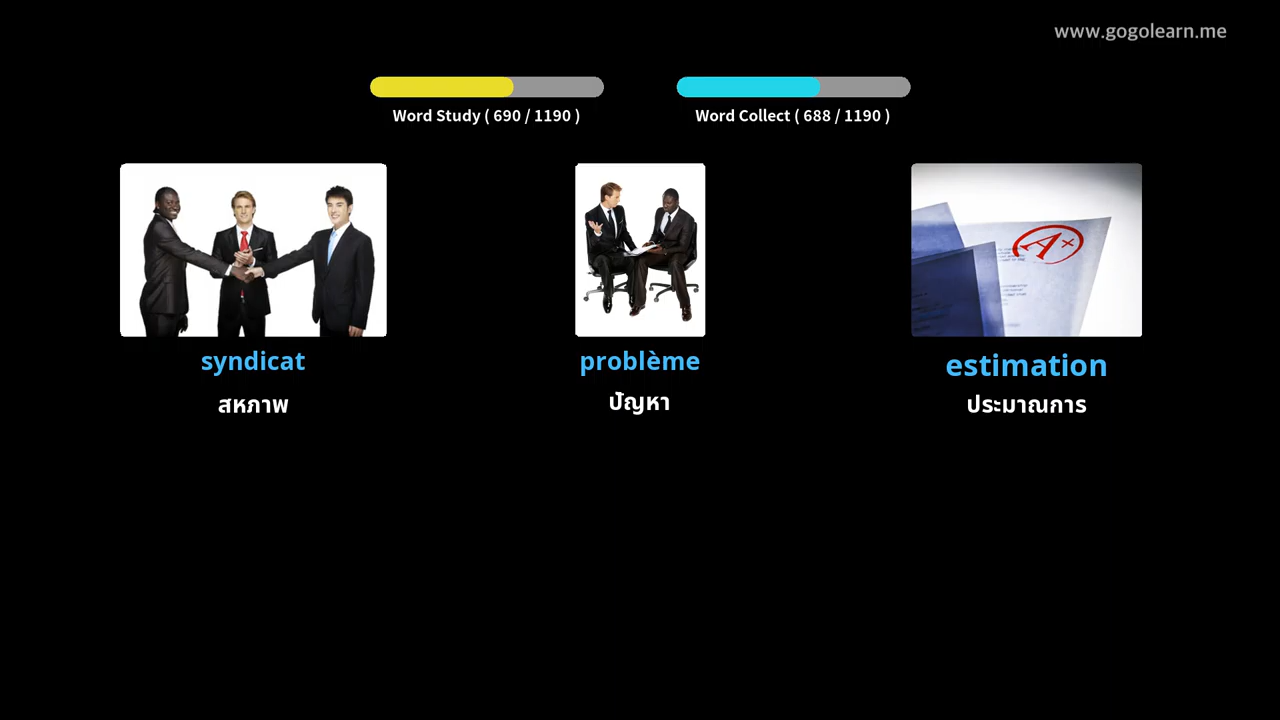 www.gogolearn.me
Word Study ( 690 / 1190 )
Word Collect ( 688 / 1190 )
A+
syndicat
problème
estimation
สหภาพ
ปัญหา
ประมาณการ